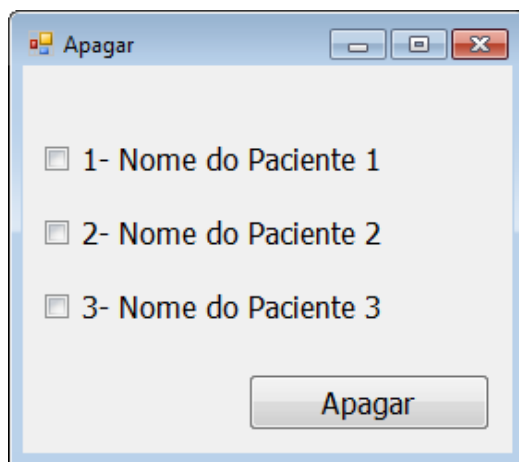 Apagar
1- Nome do Paciente 1
2- Nome do Paciente 2
3- Nome do Paciente 3
Apagar